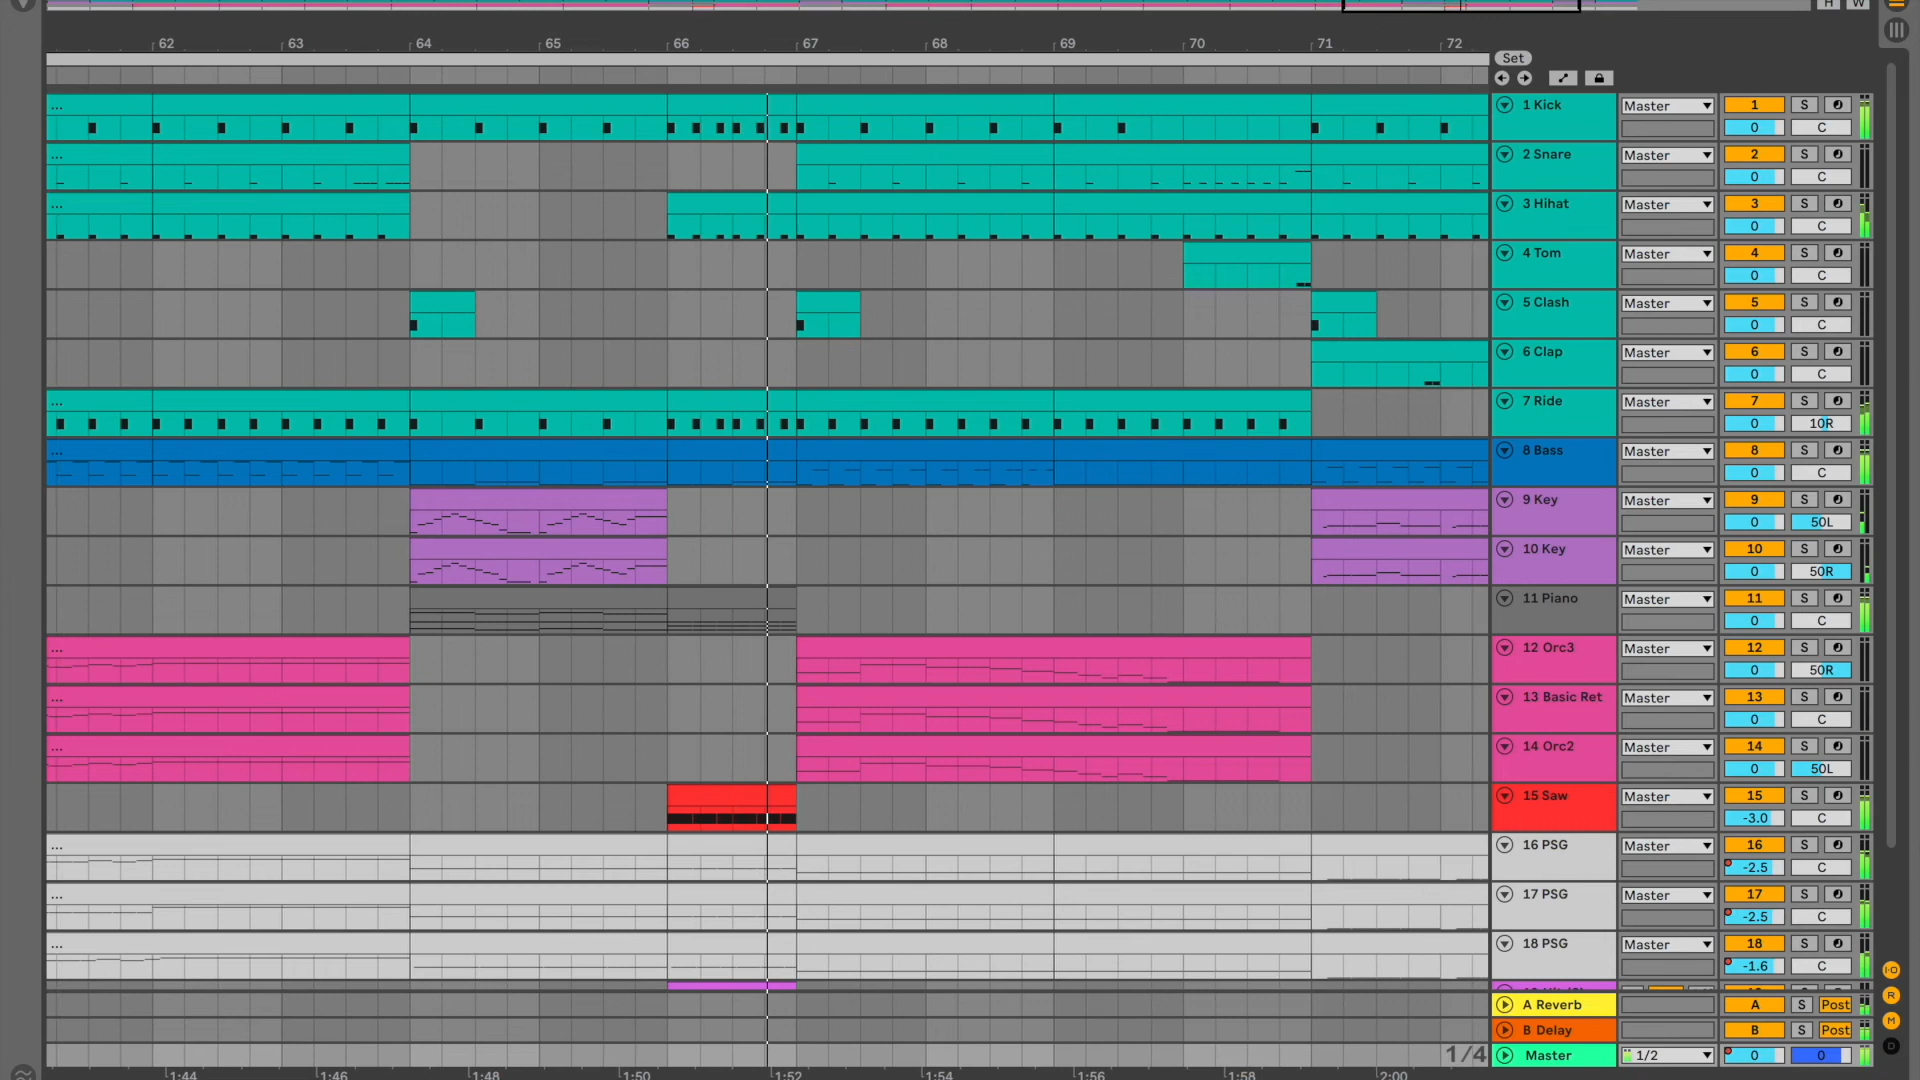 H W
62 63 64 65 66 67 68 69 70 71 72
Set
... 1 Kick Master 1 S
0 C
... 2 Snare Master 2 S
0 C
... 3 Hihat Master 3 S
0 C
4 Tom Master 4 S
0 C
5 Clash Master 5 S
0 C
6 Clap Master 6 S
0 C
... 7 Ride Master 7 S
0 10R
... 8 Bass Master 8 S
0 C
9 Key Master 9 S
0 50L
10 Key Master 10 S
0 50R
11 Piano Master 11 S
0 C
... 12 Orc3 Master 12 S
0 50R
... 13 Basic Ret Master 13 S
0 C
... 14 Orc2 Master 14 S
0 50L
15 Saw Master 15 S
-3.0 C
... 16 PSG Master 16 S
-2.5 C
... 17 PSG Master 17 S
-2.5 C
... 18 PSG Master 18 S
-1.6 C
A Reverb A S Post
B Delay B S Post
1/4 Master 1/2 0 0
1:44 1:46 1:48 1:50 1:52 1:54 1:56 1:58 2:00
I-O
R
M
D